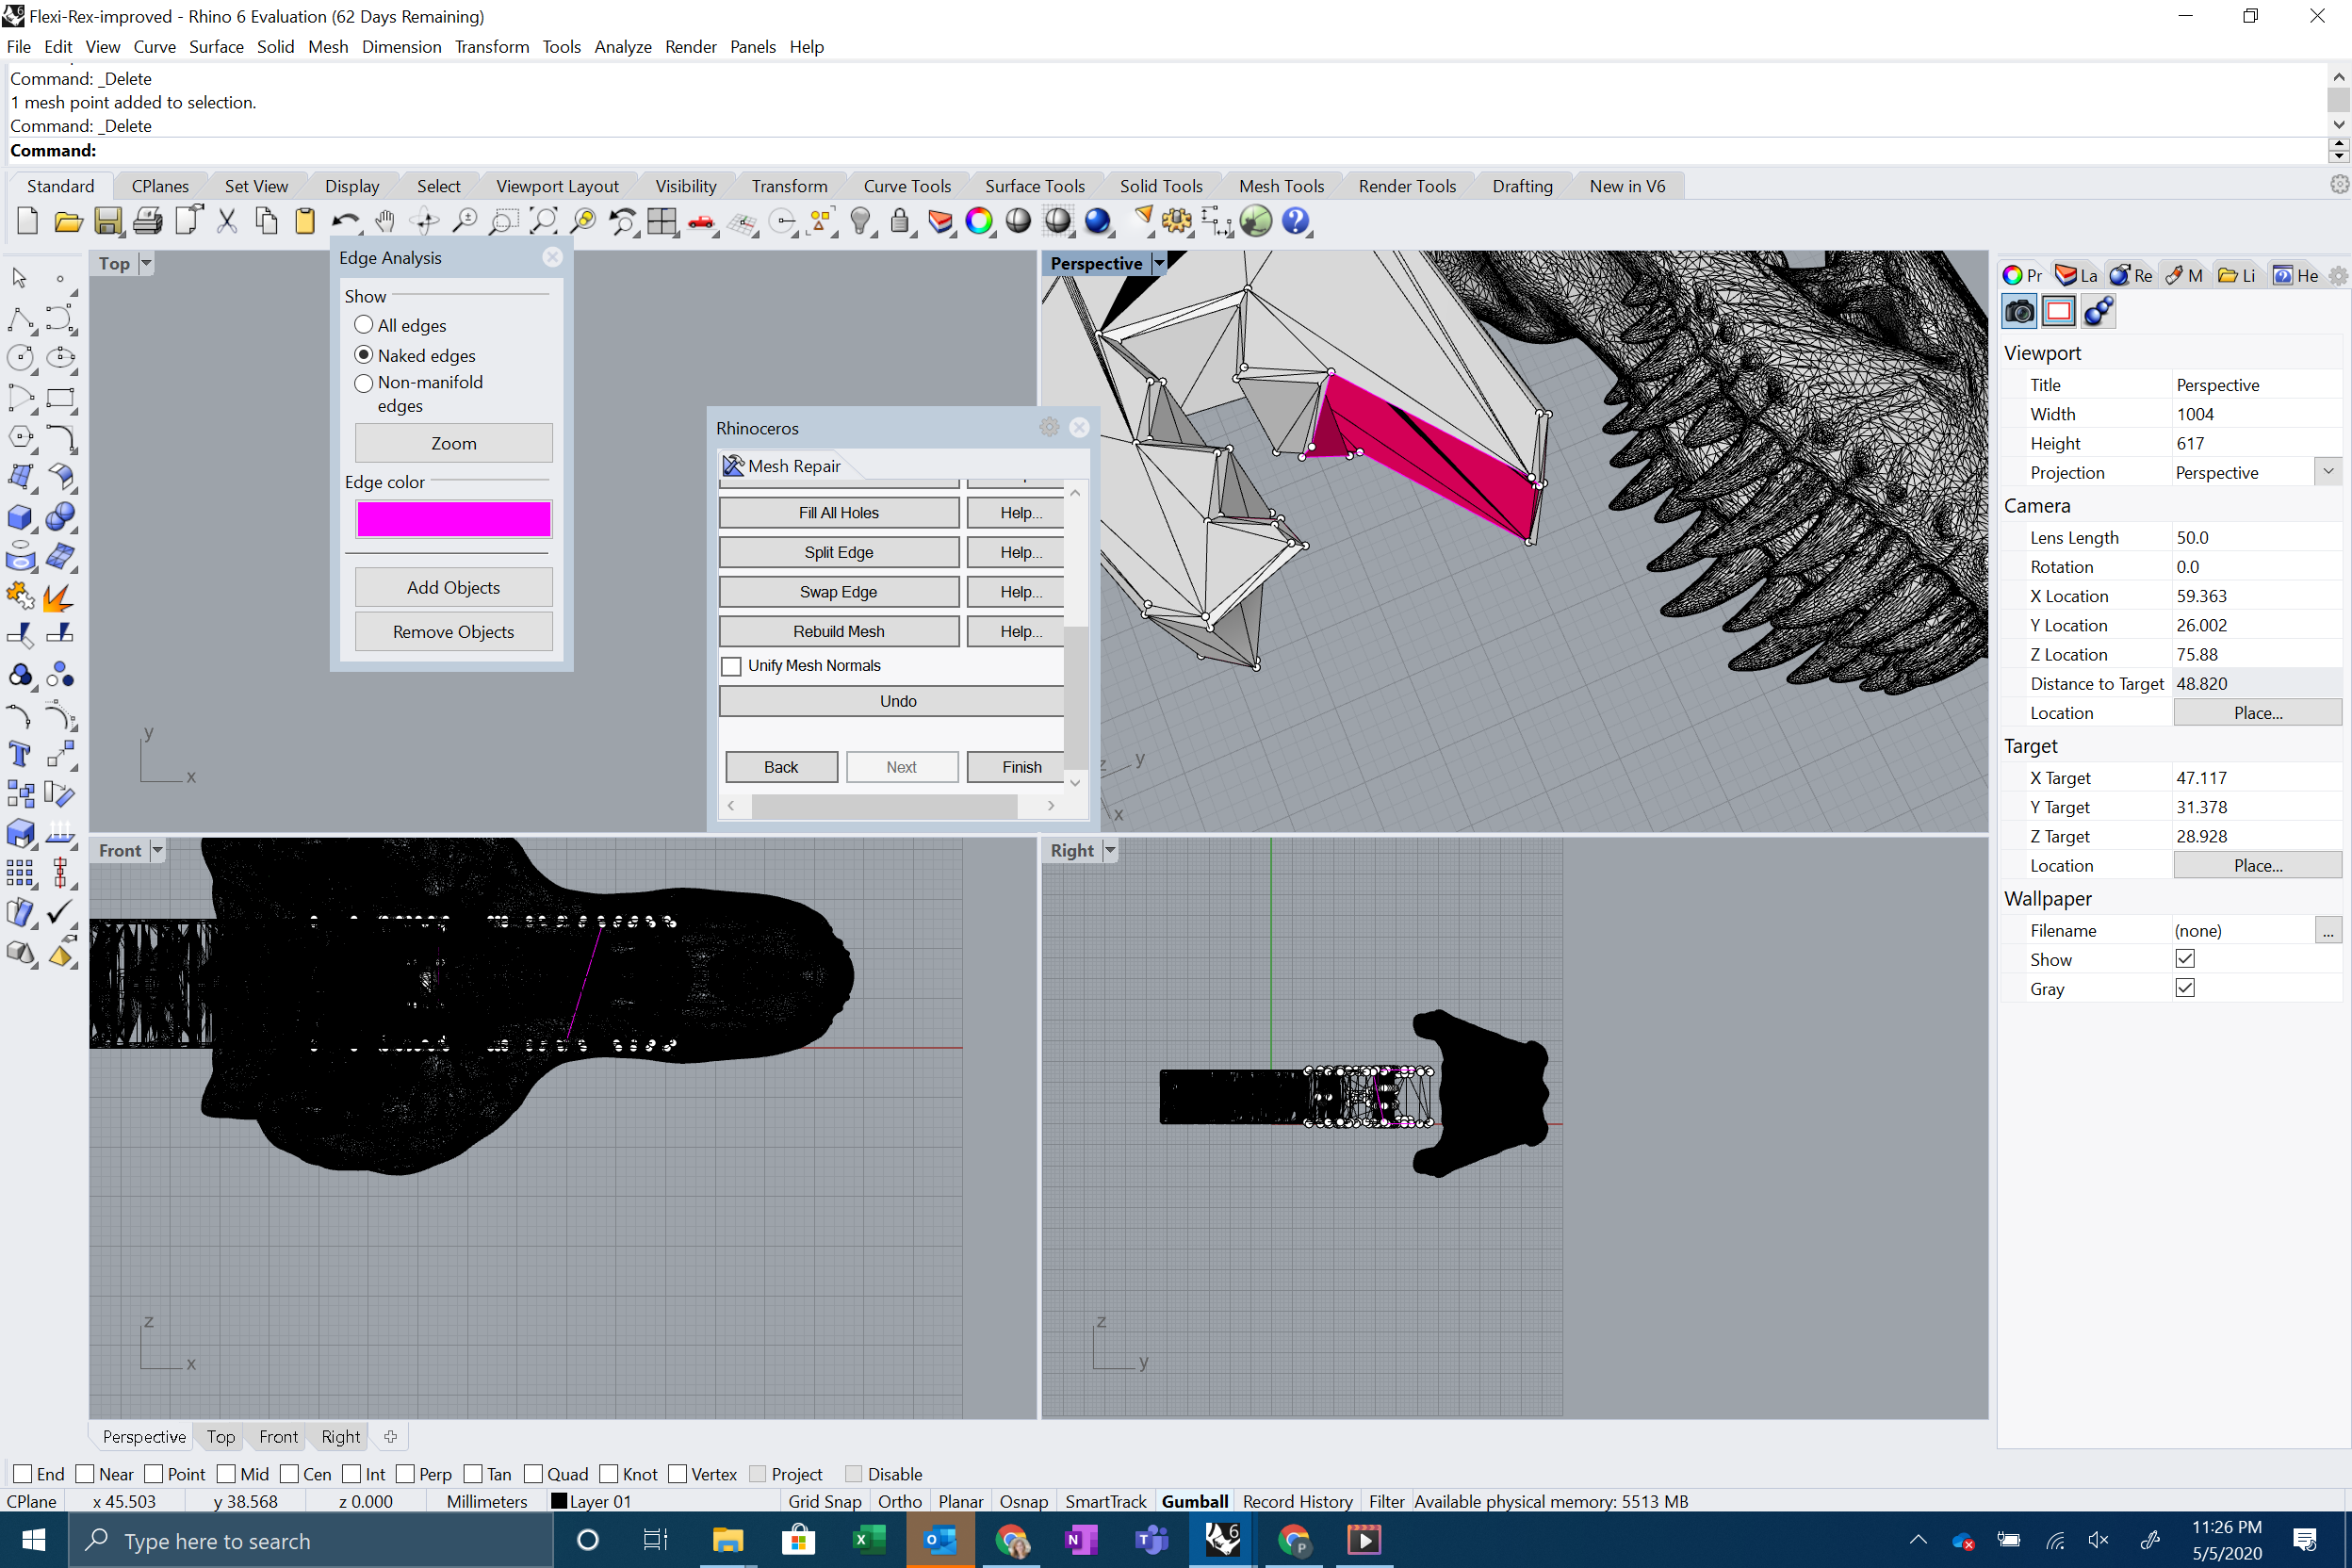 Flexi-Rex-improved - Rhino 6 Evaluation (62 Days Remaining)
File Edit View Curve Surface Solid Mesh Dimension Transform Tools Analyze Render Panels Help
Command: _Delete
1 mesh point added to selection.
Command: _Delete
Command:
Standard CPlanes Set View Display Select Viewport Layout Visibility Transform Curve Tools Surface Tools Solid Tools Mesh Tools Render Tools Drafting New in V6
Top
Edge Analysis
Show
All edges
Naked edges
Non-manifold
edges
Zoom
Edge color
Add Objects
Remove Objects
y
x
Rhinoceros
Mesh Repair
Fill All Holes Help...
Split Edge Help...
Swap Edge Help...
Rebuild Mesh Help...
Unify Mesh Normals
Undo
Back Next Finish
Perspective
z
y
x
Front
z
x
Right
z
y
Pr La Re M Li He
Viewport
Title Perspective
Width 1004
Height 617
Projection Perspective
Camera
Lens Length 50.0
Rotation 0.0
X Location 59.363
Y Location 26.002
Z Location 75.88
Distance to Target 48.820
Location Place...
Target
X Target 47.117
Y Target 31.378
Z Target 28.928
Location Place...
Wallpaper
Filename (none) ...
Show
Gray
Perspective Top Front Right
End Near Point Mid Cen Int Perp Tan Quad Knot Vertex Project Disable
CPlane x 45.503 y 38.568 z 0.000 Millimeters Layer 01 Grid Snap Ortho Planar Osnap SmartTrack Gumball Record History Filter Available physical memory: 5513 MB
Type here to search
11:26 PM
5/5/2020